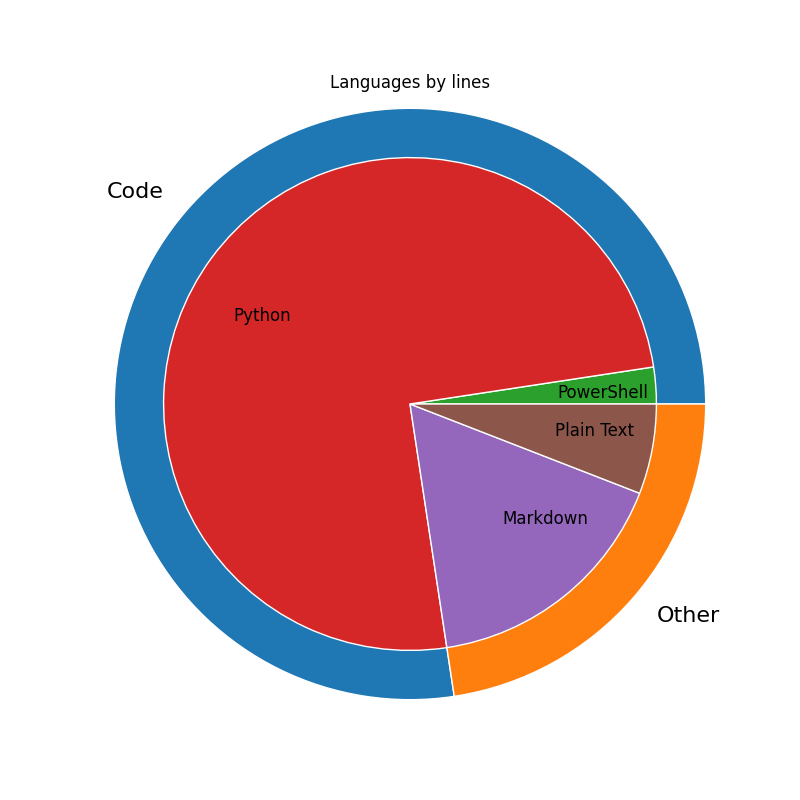 Languages by lines
Code
Python
PowerShell
Plain Text
Markdown
Other